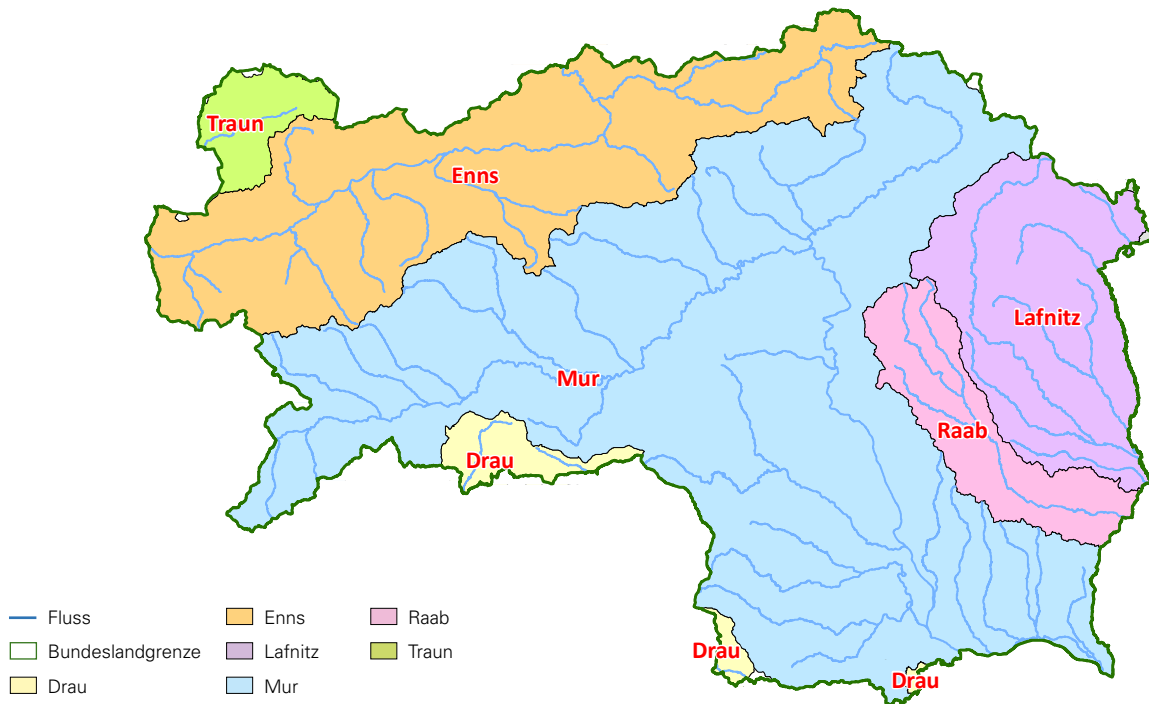 Traun
Enns
Lafnitz
Mur
Raab
Drau
Drau
Drau
Fluss
Bundeslandgrenze
Drau
Enns
Lafnitz
Mur
Raab
Traun